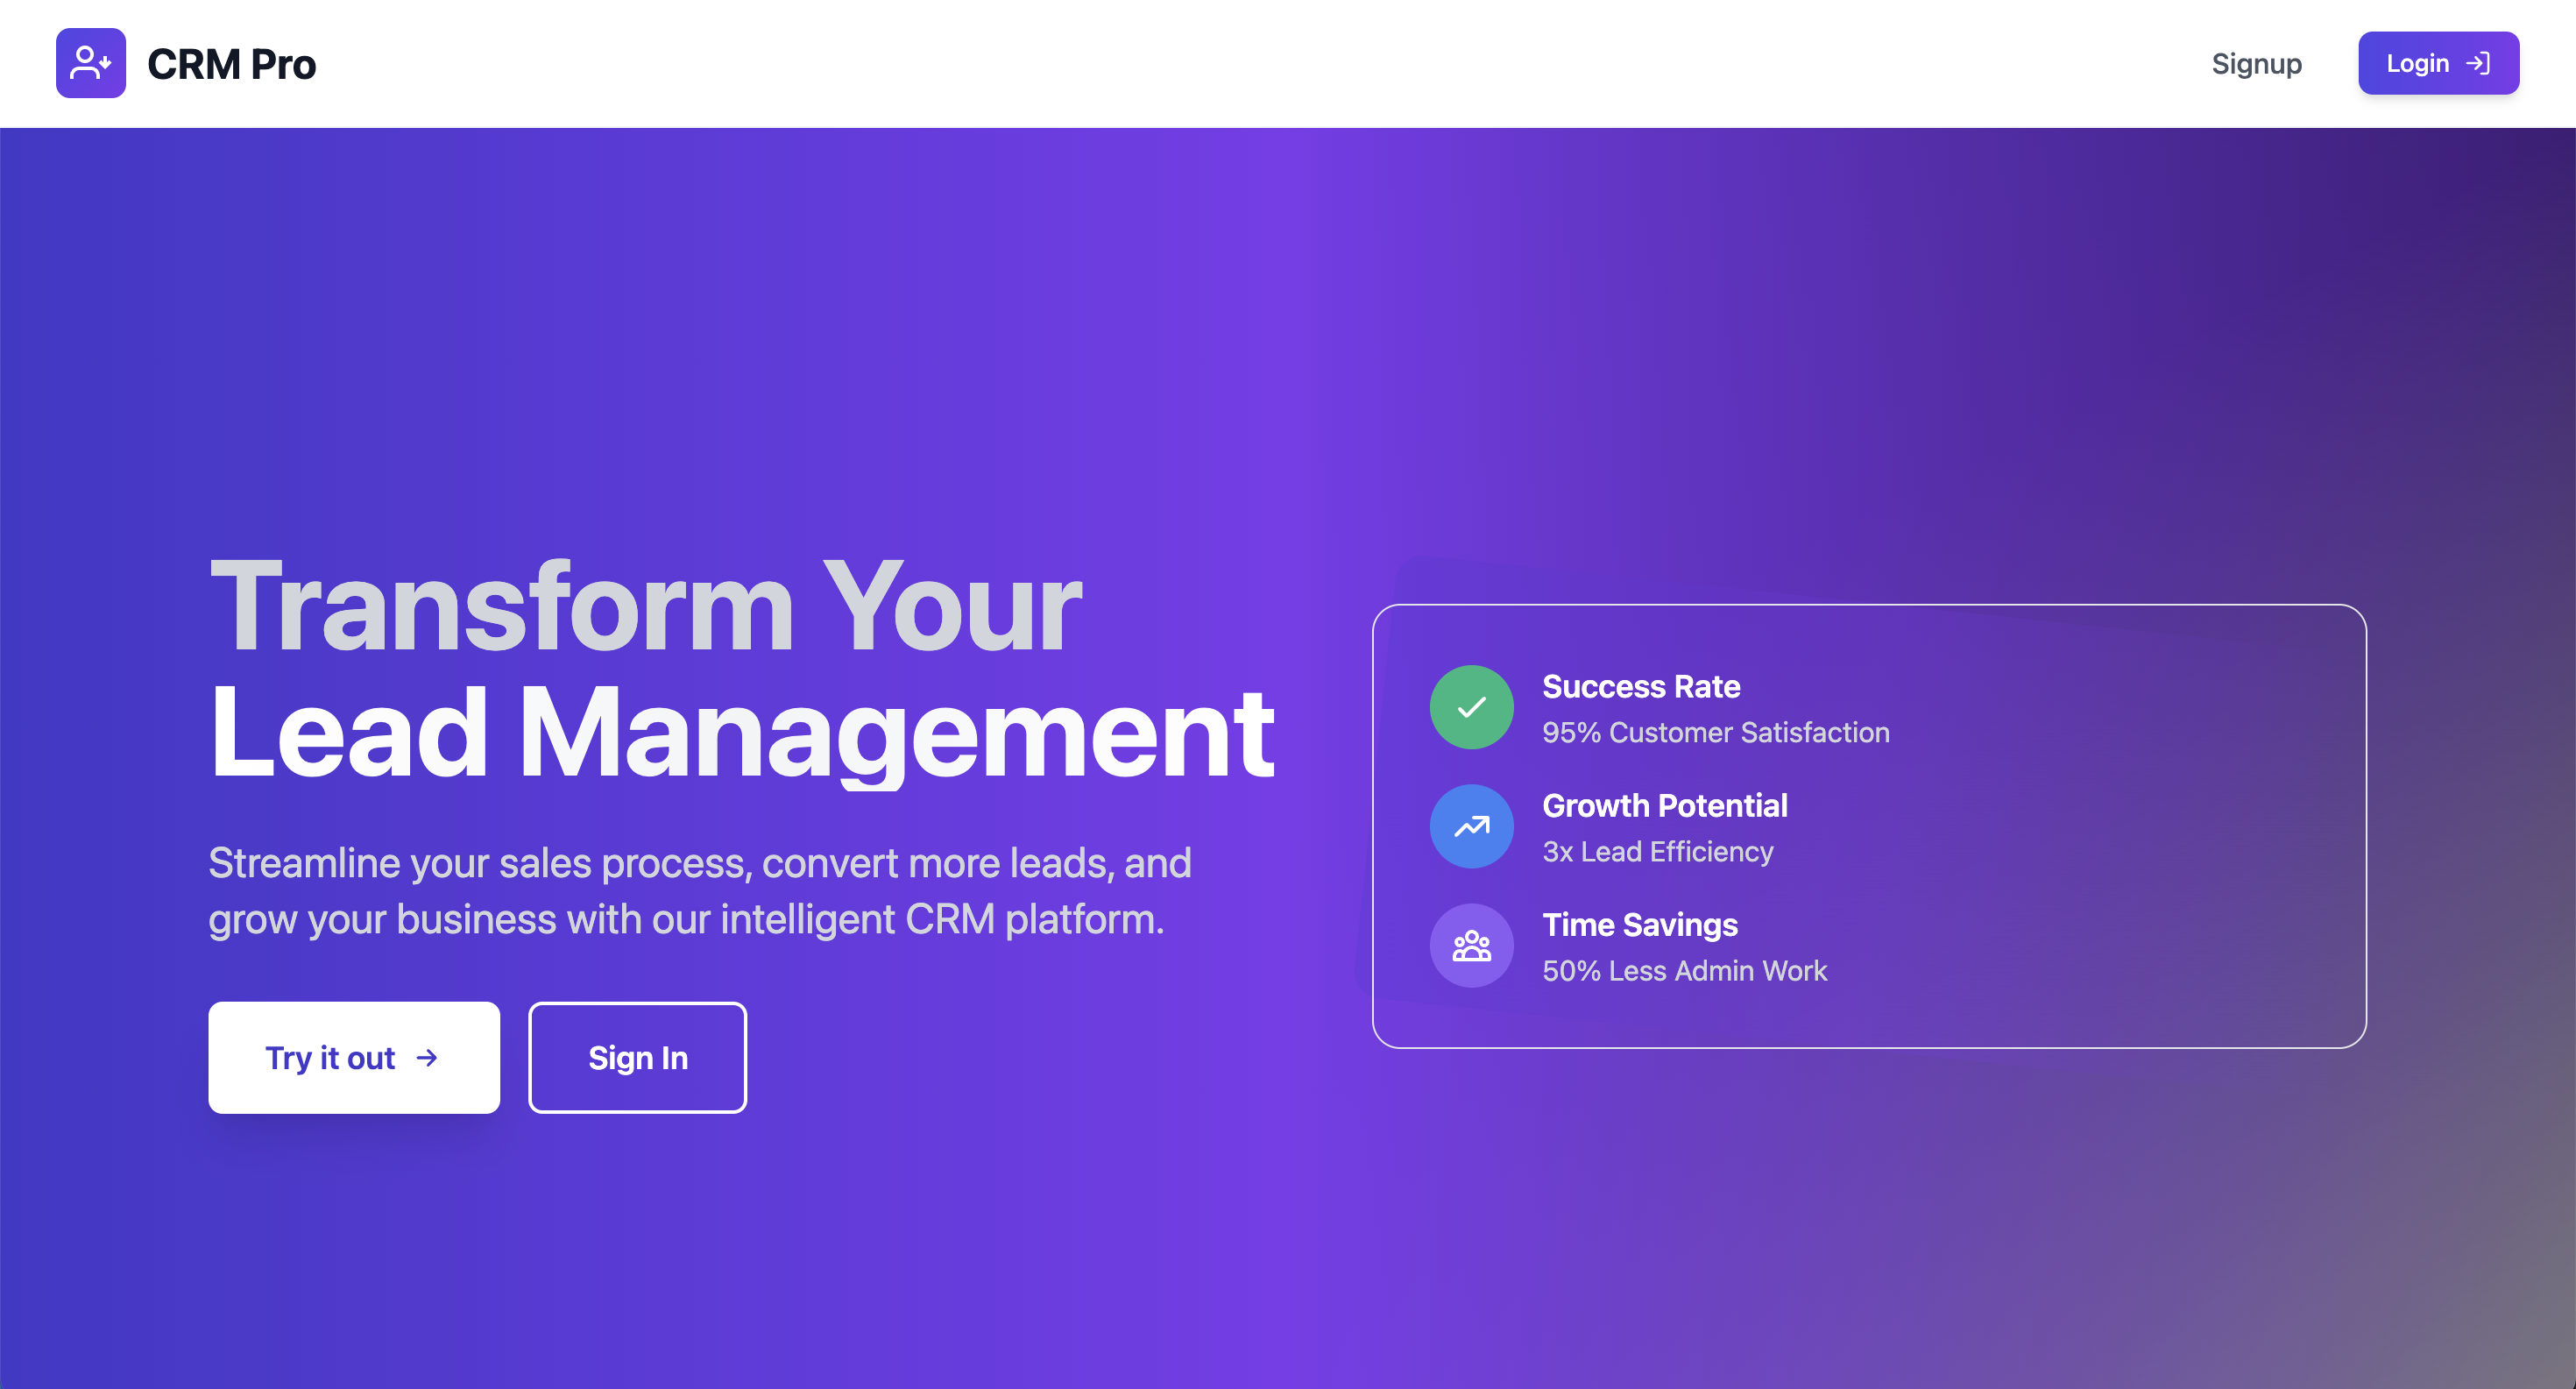 CRM Pro
Signup
Login
Transform Your
Lead Management
Streamline your sales process, convert more leads, and
grow your business with our intelligent CRM platform.
Try it out
Sign In
Success Rate
95% Customer Satisfaction
Growth Potential
3x Lead Efficiency
Time Savings
50% Less Admin Work